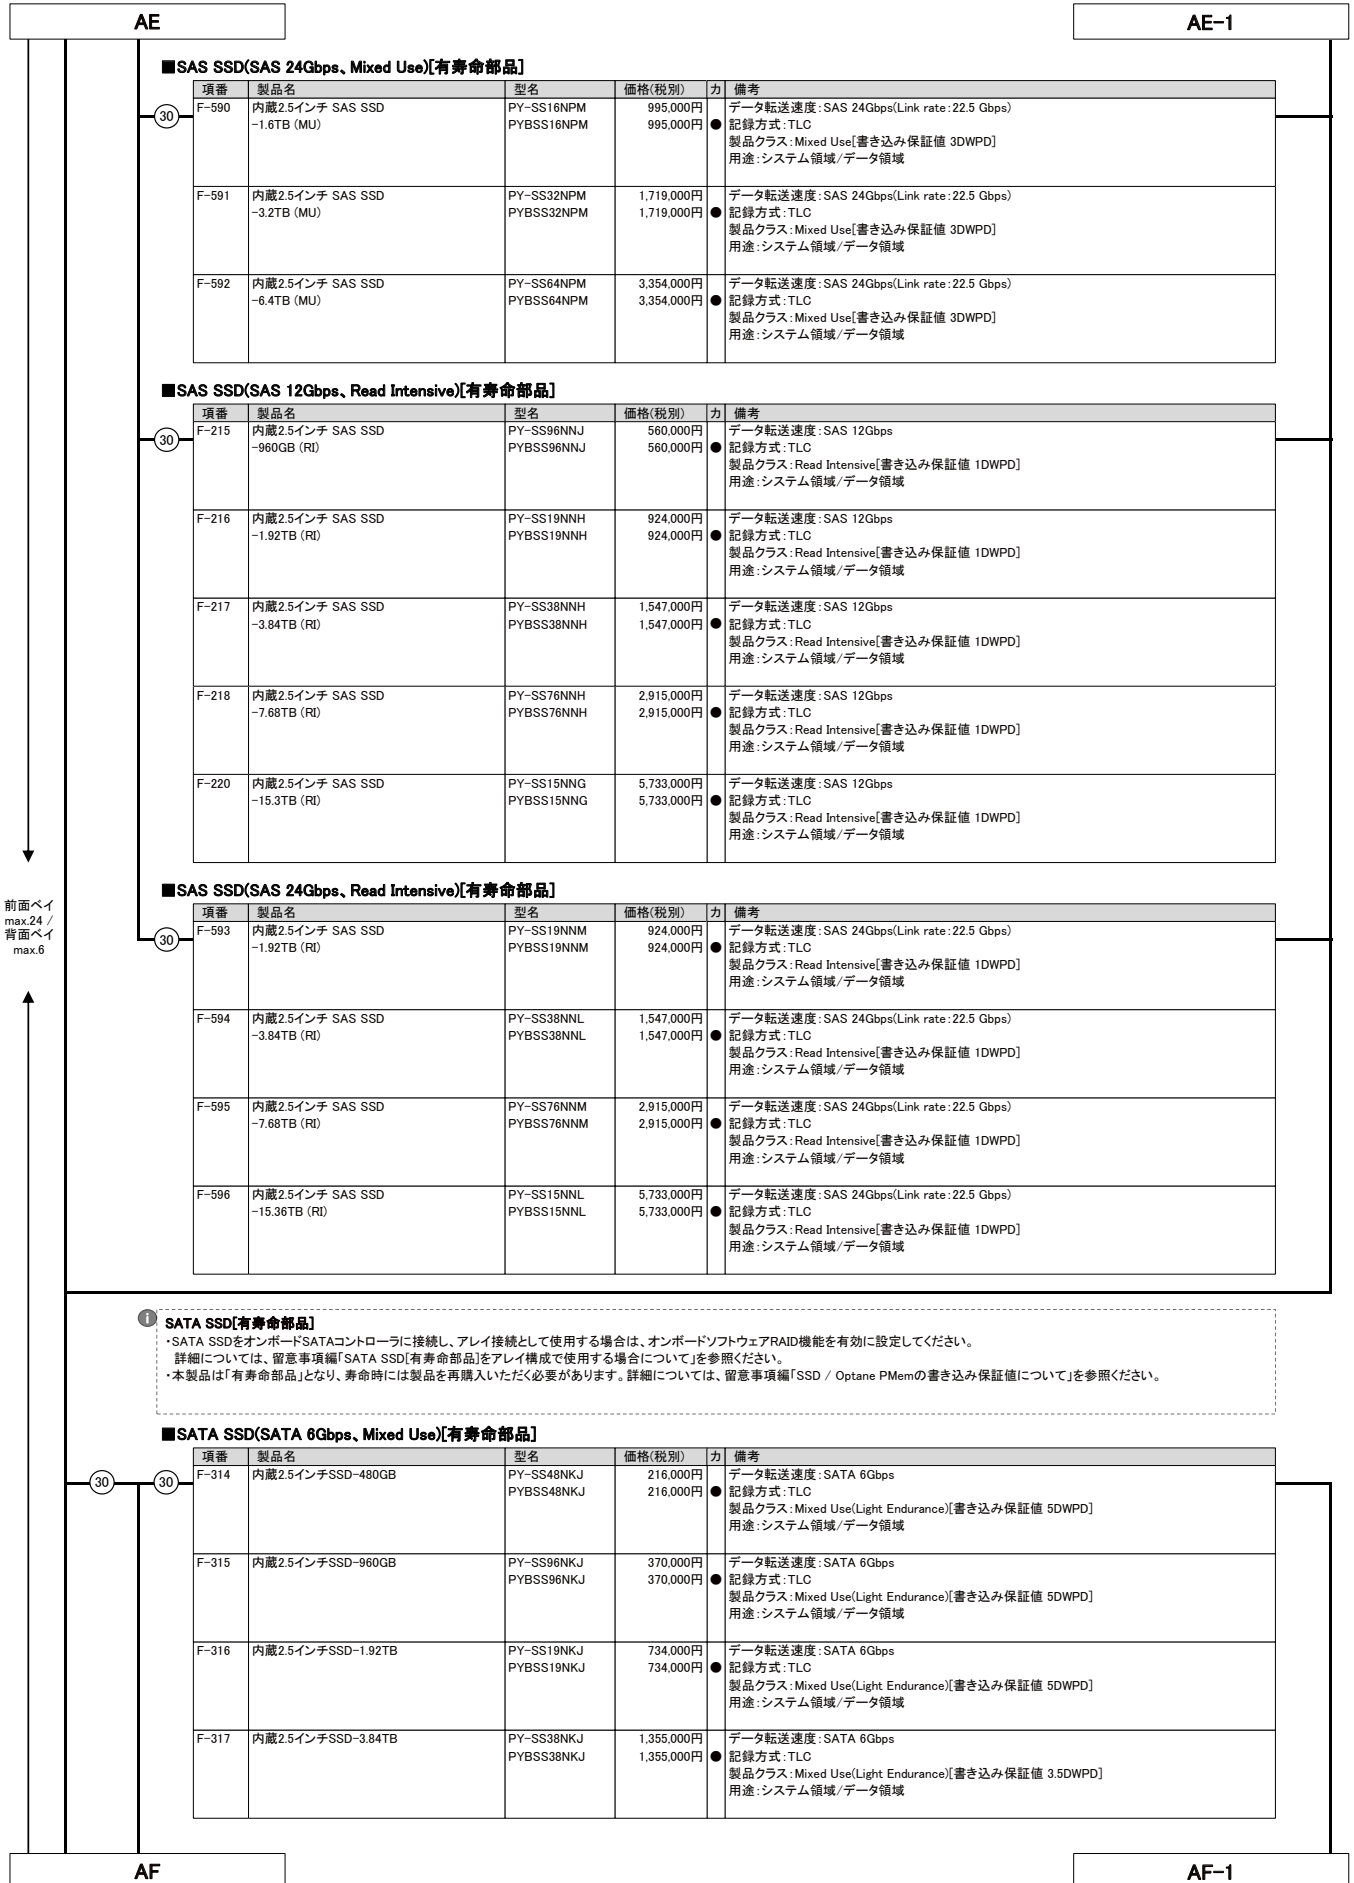 AE
AE-1
■SAS SSD(SAS 24Gbps、Mixed Use)[有寿命部品]
項番 製品名 型名 価格(税別) カ 備考
30
F-590 内蔵2.5インチ SAS SSD PY-SS16NPM 995,000円 データ転送速度:SAS 24Gbps(Link rate:22.5 Gbps)
-1.6TB (MU) PYBSS16NPM 995,000円 ● 記録方式:TLC
製品クラス:Mixed Use[書き込み保証値 3DWPD]
用途:システム領域/データ領域
F-591 内蔵2.5インチ SAS SSD PY-SS32NPM 1,719,000円 データ転送速度:SAS 24Gbps(Link rate:22.5 Gbps)
-3.2TB (MU) PYBSS32NPM 1,719,000円 ● 記録方式:TLC
製品クラス:Mixed Use[書き込み保証値 3DWPD]
用途:システム領域/データ領域
F-592 内蔵2.5インチ SAS SSD PY-SS64NPM 3,354,000円 データ転送速度:SAS 24Gbps(Link rate:22.5 Gbps)
-6.4TB (MU) PYBSS64NPM 3,354,000円 ● 記録方式:TLC
製品クラス:Mixed Use[書き込み保証値 3DWPD]
用途:システム領域/データ領域
■SAS SSD(SAS 12Gbps、Read Intensive)[有寿命部品]
項番 製品名 型名 価格(税別) カ 備考
30
F-215 内蔵2.5インチ SAS SSD PY-SS96NNJ 560,000円 データ転送速度:SAS 12Gbps
-960GB (RI) PYBSS96NNJ 560,000円 ● 記録方式:TLC
製品クラス:Read Intensive[書き込み保証値 1DWPD]
用途:システム領域/データ領域
F-216 内蔵2.5インチ SAS SSD PY-SS19NNH 924,000円 データ転送速度:SAS 12Gbps
-1.92TB (RI) PYBSS19NNH 924,000円 ● 記録方式:TLC
製品クラス:Read Intensive[書き込み保証値 1DWPD]
用途:システム領域/データ領域
F-217 内蔵2.5インチ SAS SSD PY-SS38NNH 1,547,000円 データ転送速度:SAS 12Gbps
-3.84TB (RI) PYBSS38NNH 1,547,000円 ● 記録方式:TLC
製品クラス:Read Intensive[書き込み保証値 1DWPD]
用途:システム領域/データ領域
F-218 内蔵2.5インチ SAS SSD PY-SS76NNH 2,915,000円 データ転送速度:SAS 12Gbps
-7.68TB (RI) PYBSS76NNH 2,915,000円 ● 記録方式:TLC
製品クラス:Read Intensive[書き込み保証値 1DWPD]
用途:システム領域/データ領域
F-220 内蔵2.5インチ SAS SSD PY-SS15NNG 5,733,000円 データ転送速度:SAS 12Gbps
-15.3TB (RI) PYBSS15NNG 5,733,000円 ● 記録方式:TLC
製品クラス:Read Intensive[書き込み保証値 1DWPD]
用途:システム領域/データ領域
前面ベイ
max.24 /
背面ベイ
max.6
■SAS SSD(SAS 24Gbps、Read Intensive)[有寿命部品]
項番 製品名 型名 価格(税別) カ 備考
30
F-593 内蔵2.5インチ SAS SSD PY-SS19NNM 924,000円 データ転送速度:SAS 24Gbps(Link rate:22.5 Gbps)
-1.92TB (RI) PYBSS19NNM 924,000円 ● 記録方式:TLC
製品クラス:Read Intensive[書き込み保証値 1DWPD]
用途:システム領域/データ領域
F-594 内蔵2.5インチ SAS SSD PY-SS38NNL 1,547,000円 データ転送速度:SAS 24Gbps(Link rate:22.5 Gbps)
-3.84TB (RI) PYBSS38NNL 1,547,000円 ● 記録方式:TLC
製品クラス:Read Intensive[書き込み保証値 1DWPD]
用途:システム領域/データ領域
F-595 内蔵2.5インチ SAS SSD PY-SS76NNM 2,915,000円 データ転送速度:SAS 24Gbps(Link rate:22.5 Gbps)
-7.68TB (RI) PYBSS76NNM 2,915,000円 ● 記録方式:TLC
製品クラス:Read Intensive[書き込み保証値 1DWPD]
用途:システム領域/データ領域
F-596 内蔵2.5インチ SAS SSD PY-SS15NNL 5,733,000円 データ転送速度:SAS 24Gbps(Link rate:22.5 Gbps)
-15.36TB (RI) PYBSS15NNL 5,733,000円 ● 記録方式:TLC
製品クラス:Read Intensive[書き込み保証値 1DWPD]
用途:システム領域/データ領域
i SATA SSD[有寿命部品]
・SATA SSDをオンボードSATAコントローラに接続し、アレイ接続として使用する場合は、オンボードソフトウェアRAID機能を有効に設定してください。
詳細については、留意事項編「SATA SSD[有寿命部品]をアレイ構成で使用する場合について」を参照ください。
・本製品は「有寿命部品」となり、寿命時には製品を再購入いただく必要があります。詳細については、留意事項編「SSD / Optane PMemの書き込み保証値について」を参照ください。
■SATA SSD(SATA 6Gbps、Mixed Use)[有寿命部品]
項番 製品名 型名 価格(税別) カ 備考
30 30
F-314 内蔵2.5インチSSD-480GB PY-SS48NKJ 216,000円 データ転送速度:SATA 6Gbps
PYBSS48NKJ 216,000円 ● 記録方式:TLC
製品クラス:Mixed Use(Light Endurance)[書き込み保証値 5DWPD]
用途:システム領域/データ領域
F-315 内蔵2.5インチSSD-960GB PY-SS96NKJ 370,000円 データ転送速度:SATA 6Gbps
PYBSS96NKJ 370,000円 ● 記録方式:TLC
製品クラス:Mixed Use(Light Endurance)[書き込み保証値 5DWPD]
用途:システム領域/データ領域
F-316 内蔵2.5インチSSD-1.92TB PY-SS19NKJ 734,000円 データ転送速度:SATA 6Gbps
PYBSS19NKJ 734,000円 ● 記録方式:TLC
製品クラス:Mixed Use(Light Endurance)[書き込み保証値 5DWPD]
用途:システム領域/データ領域
F-317 内蔵2.5インチSSD-3.84TB PY-SS38NKJ 1,355,000円 データ転送速度:SATA 6Gbps
PYBSS38NKJ 1,355,000円 ● 記録方式:TLC
製品クラス:Mixed Use(Light Endurance)[書き込み保証値 3.5DWPD]
用途:システム領域/データ領域
AF
AF-1